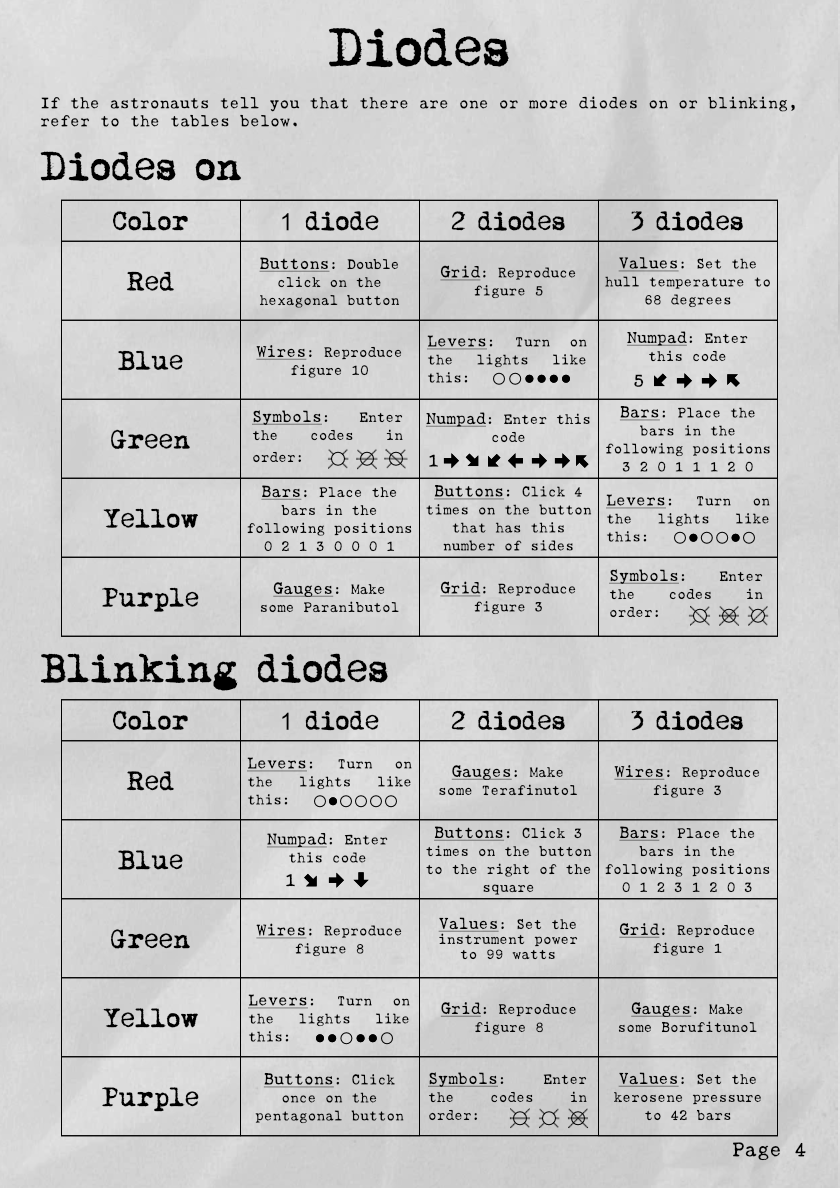 Diodes
If the astronauts tell you that there are one or more diodes on or blinking,
refer to the tables below.
Diodes on
Color 1 diode 2 diodes 3 diodes
Red
Buttons: Double
click on the
hexagonal button
Grid: Reproduce
figure 5
Values: Set the
hull temperature to
68 degrees
Blue
Wires: Reproduce
figure 10
Levers: Turn on
the lights like
this: ○○●●●●
Numpad: Enter
this code
5 ↙ → → ↖
Green
Symbols: Enter
the codes in
order:
Numpad: Enter this
code
1 → ↘ ↙ ← → → ↖
Bars: Place the
bars in the
following positions
3 2 0 1 1 1 2 0
Yellow
Bars: Place the
bars in the
following positions
0 2 1 3 0 0 0 1
Buttons: Click 4
times on the button
that has this
number of sides
Levers: Turn on
the lights like
this: ○●○○●○
Purple
Gauges: Make
some Paranibutol
Grid: Reproduce
figure 3
Symbols: Enter
the codes in
order:
Blinking diodes
Color 1 diode 2 diodes 3 diodes
Red
Levers: Turn on
the lights like
this: ○●○○○○
Gauges: Make
some Terafinutol
Wires: Reproduce
figure 3
Blue
Numpad: Enter
this code
1 ↘ → ↓
Buttons: Click 3
times on the button
to the right of the
square
Bars: Place the
bars in the
following positions
0 1 2 3 1 2 0 3
Green
Wires: Reproduce
figure 8
Values: Set the
instrument power
to 99 watts
Grid: Reproduce
figure 1
Yellow
Levers: Turn on
the lights like
this: ●●○●●○
Grid: Reproduce
figure 8
Gauges: Make
some Borufitunol
Purple
Buttons: Click
once on the
pentagonal button
Symbols: Enter
the codes in
order:
Values: Set the
kerosene pressure
to 42 bars
Page 4